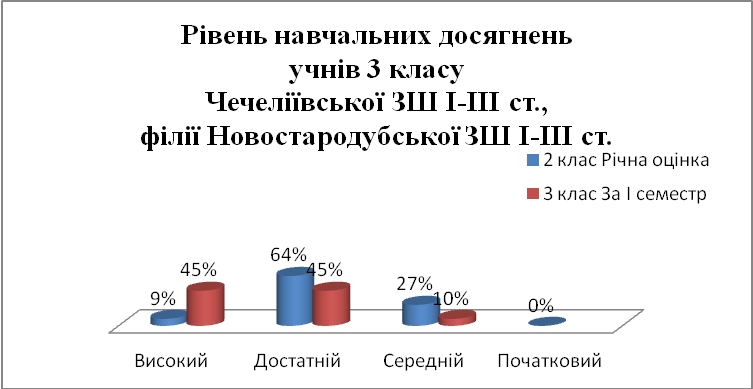 Рівень навчальних досягнень
учнів 3 класу
Чечеліївської ЗШ І-ІІІ ст.,
філії Новостародубської ЗШ І-ІІІ ст.
2 клас Річна оцінка
3 клас За І семестр
9%
45%
64%
45%
27%
10%
0%
Високий
Достатній
Середній
Початковий